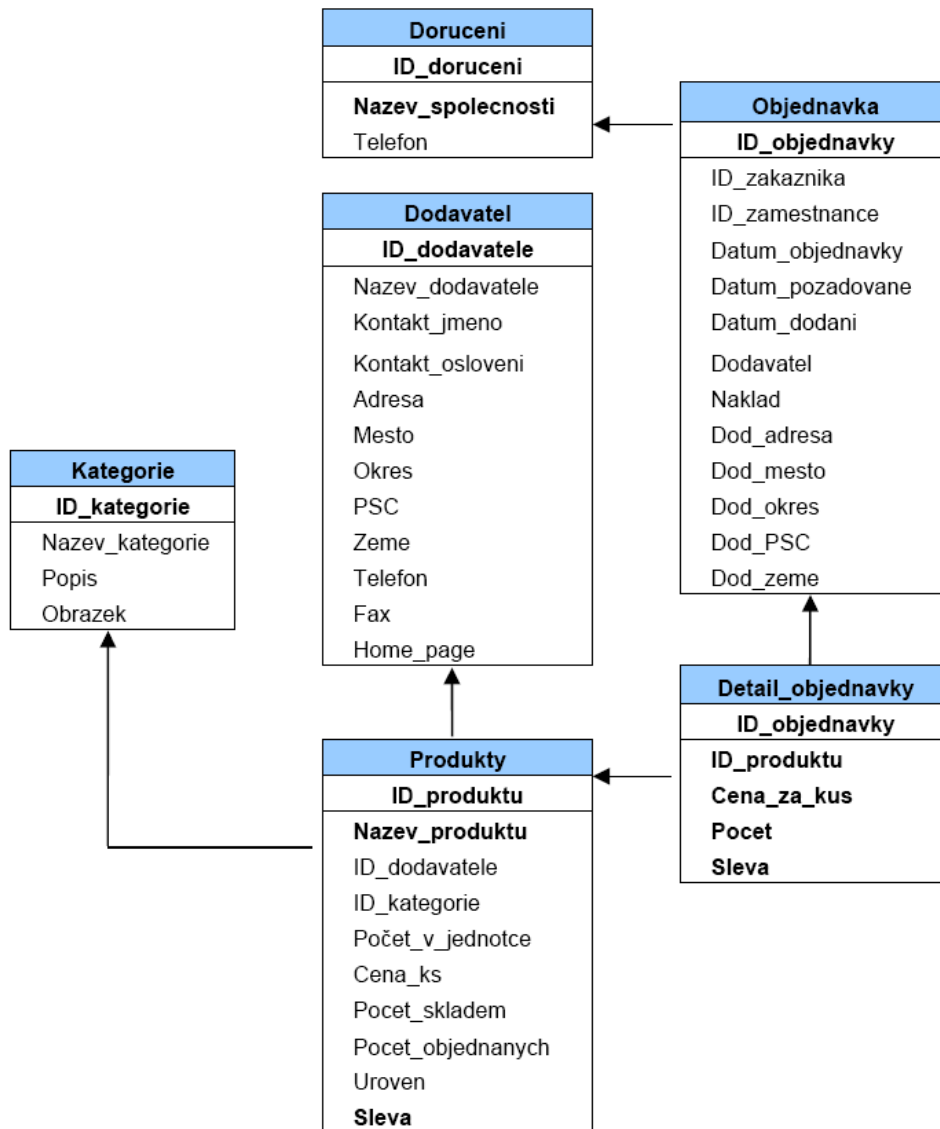 Doruceni
ID_doruceni
Nazev_spolecnosti
Telefon
Objednavka
ID_objednavky
ID_zakaznika
ID_zamestnance
Datum_objednavky
Datum_pozadovane
Datum_dodani
Dodavatel
Naklad
Dod_adresa
Dod_mesto
Dod_okres
Dod_PSC
Dod_zeme
Dodavatel
ID_dodavatele
Nazev_dodavatele
Kontakt_jmeno
Kontakt_osloveni
Adresa
Mesto
Okres
PSC
Zeme
Telefon
Fax
Home_page
Kategorie
ID_kategorie
Nazev_kategorie
Popis
Obrazek
Detail_objednavky
ID_objednavky
ID_produktu
Cena_za_kus
Pocet
Sleva
Produkty
ID_produktu
Nazev_produktu
ID_dodavatele
ID_kategorie
Počet_v_jednotce
Cena_ks
Pocet_skladem
Pocet_objednanych
Uroven
Sleva